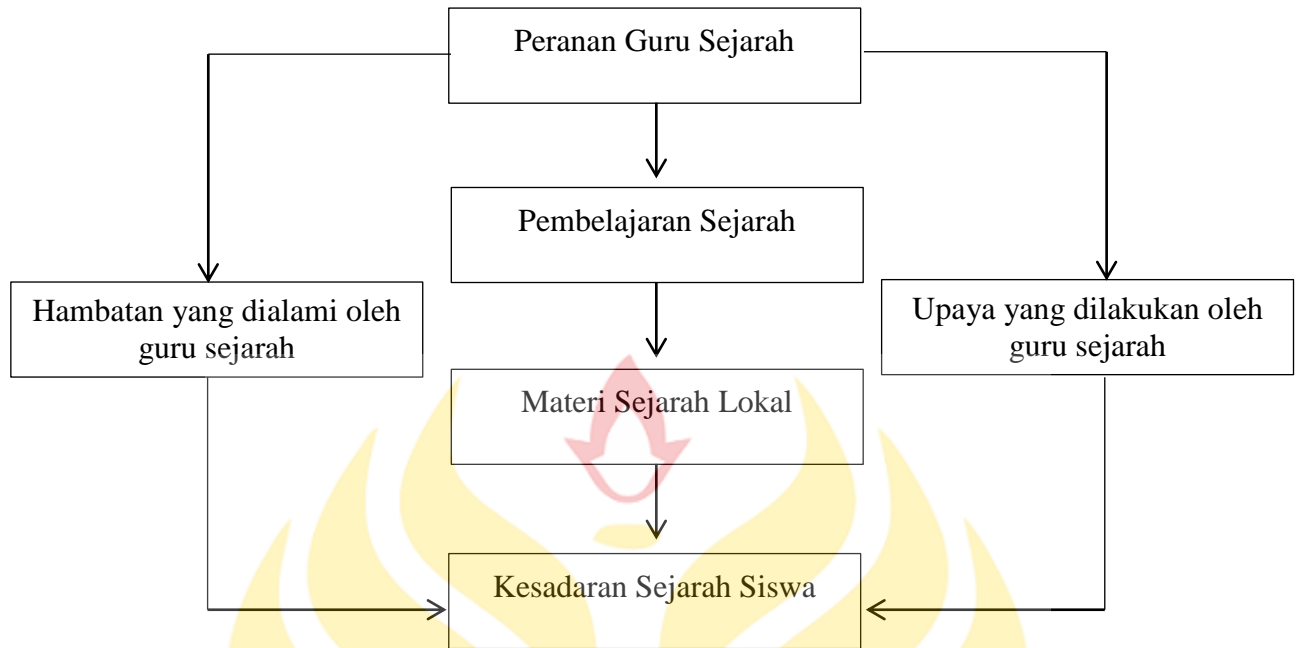 Peranan Guru Sejarah
Pembelajaran Sejarah
Hambatan yang dialami oleh
guru sejarah
Upaya yang dilakukan oleh
guru sejarah
Materi Sejarah Lokal
Kesadaran Sejarah Siswa